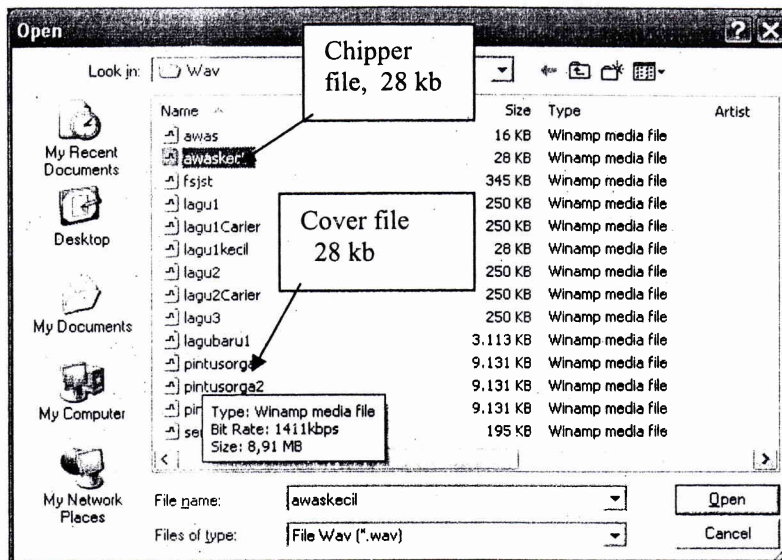 Open
Chipper
file, 28 kb
Look in: Wav
Name Size Type Artist
awas 16 KB Winamp media file
awaskecil 28 KB Winamp media file
fsjst 345 KB Winamp media file
lagu1 250 KB Winamp media file
lagu1Carier 250 KB Winamp media file
lagu1kecil 28 KB Winamp media file
lagu2 250 KB Winamp media file
lagu2Carier 250 KB Winamp media file
lagu3 250 KB Winamp media file
lagubaru1 3.113 KB Winamp media file
pintusorga 9.131 KB Winamp media file
pintusorga2 9.131 KB Winamp media file
pin 9.131 KB Winamp media file
se 195 KB Winamp media file
Cover file
28 kb
Type: Winamp media file
Bit Rate: 1411kbps
Size: 8,91 MB
My Recent
Documents
Desktop
My Documents
My Computer
My Network
Places
File name: awaskecil Open
Files of type: File Wav (*.wav) Cancel